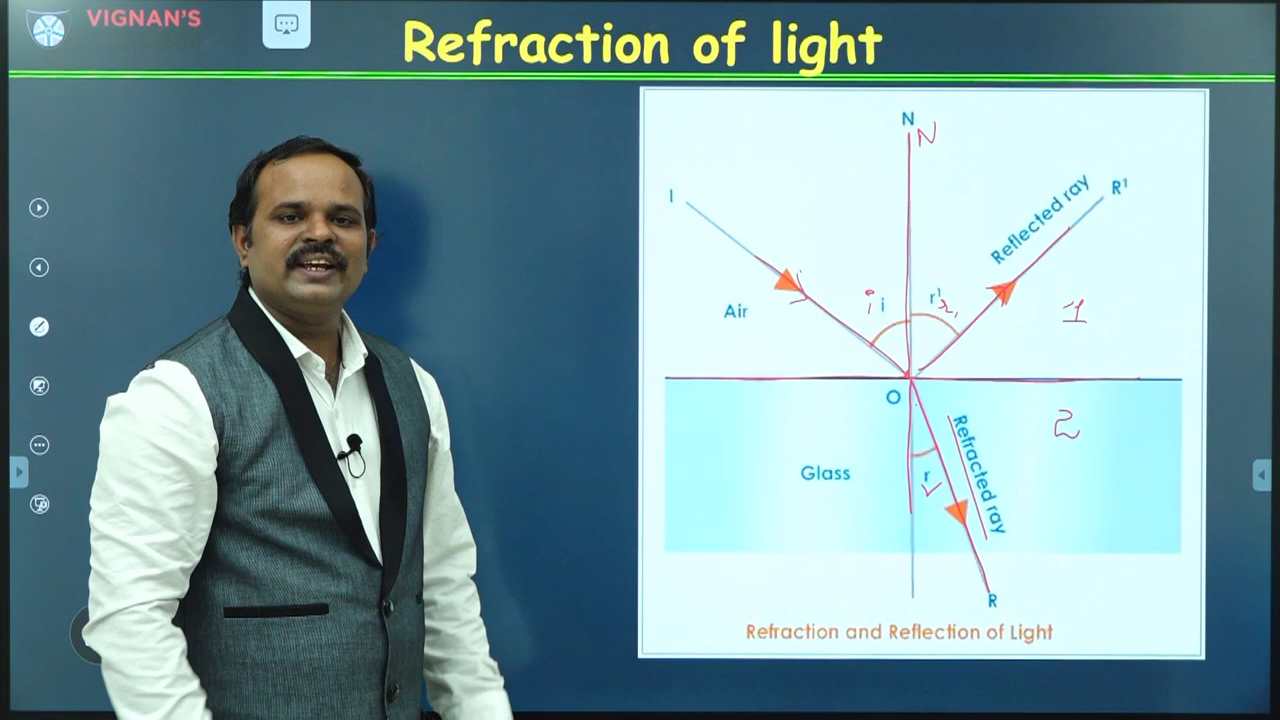 VIGNAN'S
Refraction of light
N
N
I
Reflected ray
R¹
Air
i
i
r¹
r₁
1
O
2
Glass
r
r
Refracted ray
R
Refraction and Reflection of Light